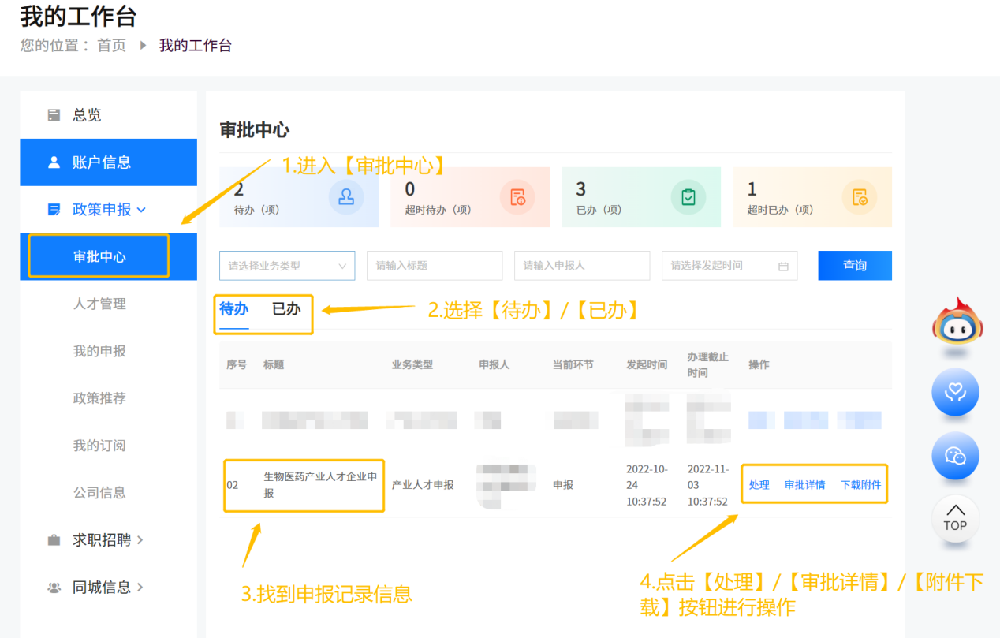 我的工作台
您的位置： 首页 我的工作台
总览
账户信息
政策申报
审批中心
人才管理
我的申报
政策推荐
我的订阅
公司信息
求职招聘
同城信息
审批中心
1.进入【审批中心】
2
待办（项）
0
超时待办（项）
3
已办（项）
1
超时已办（项）
请选择业务类型
请输入标题
请输入申报人
请选择发起时间
查询
待办 已办
2.选择【待办】/【已办】
序号 标题 业务类型 申报人 当前环节 发起时间 办理截止
时间 操作
02 生物医药产业人才企业申
报
产业人才申报
申报
2022-10-
24
10:37:52
2022-11-
03
10:37:52
处理 审批详情 下载附件
3.找到申报记录信息
4.点击【处理】/【审批详情】/【附件下
载】按钮进行操作
TOP